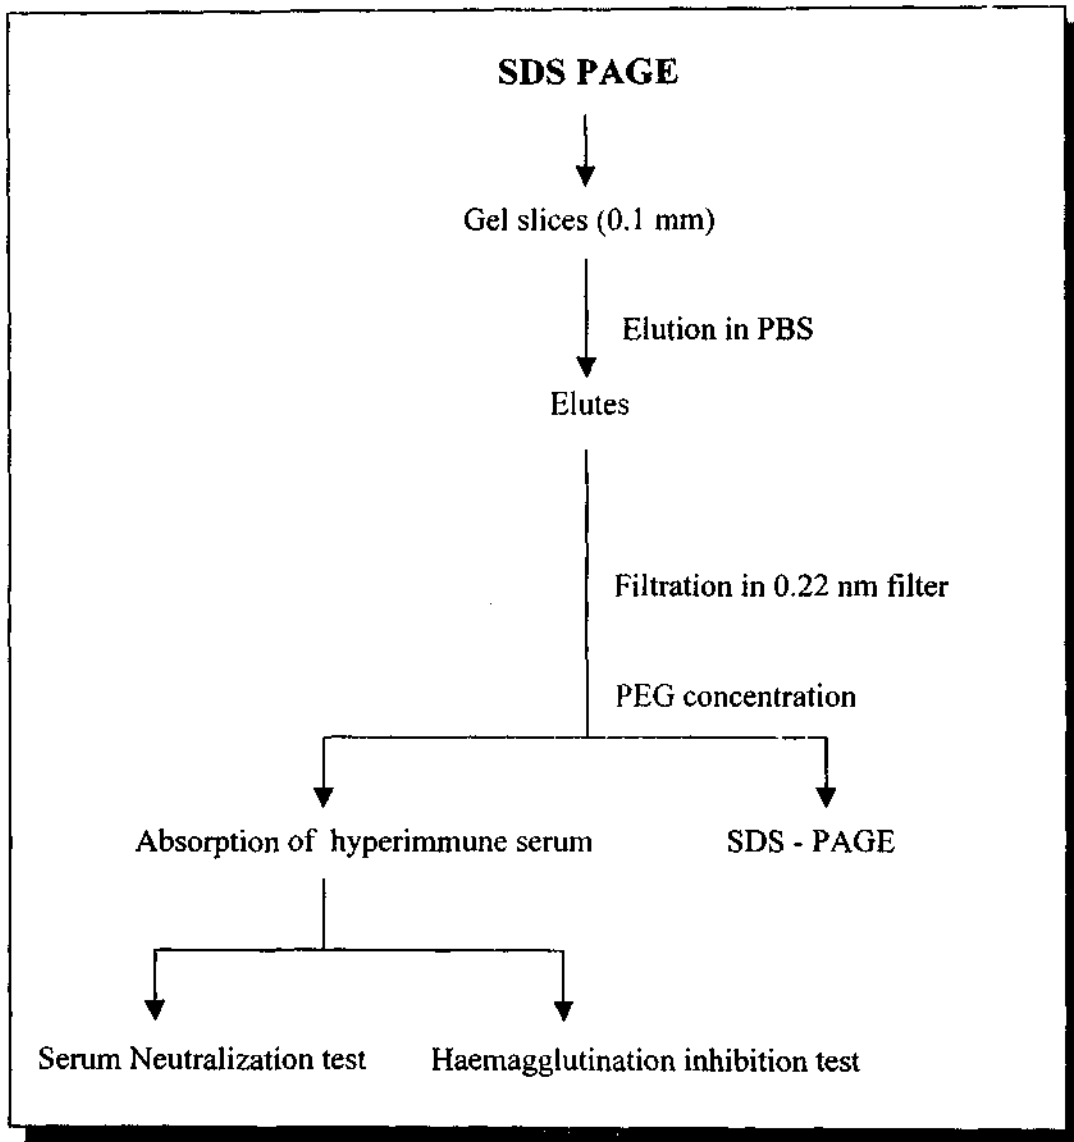 SDS PAGE
Gel slices (0.1 mm)
Elution in PBS
Elutes
Filtration in 0.22 nm filter
PEG concentration
Absorption of hyperimmune serum
SDS - PAGE
Serum Neutralization test
Haemagglutination inhibition test